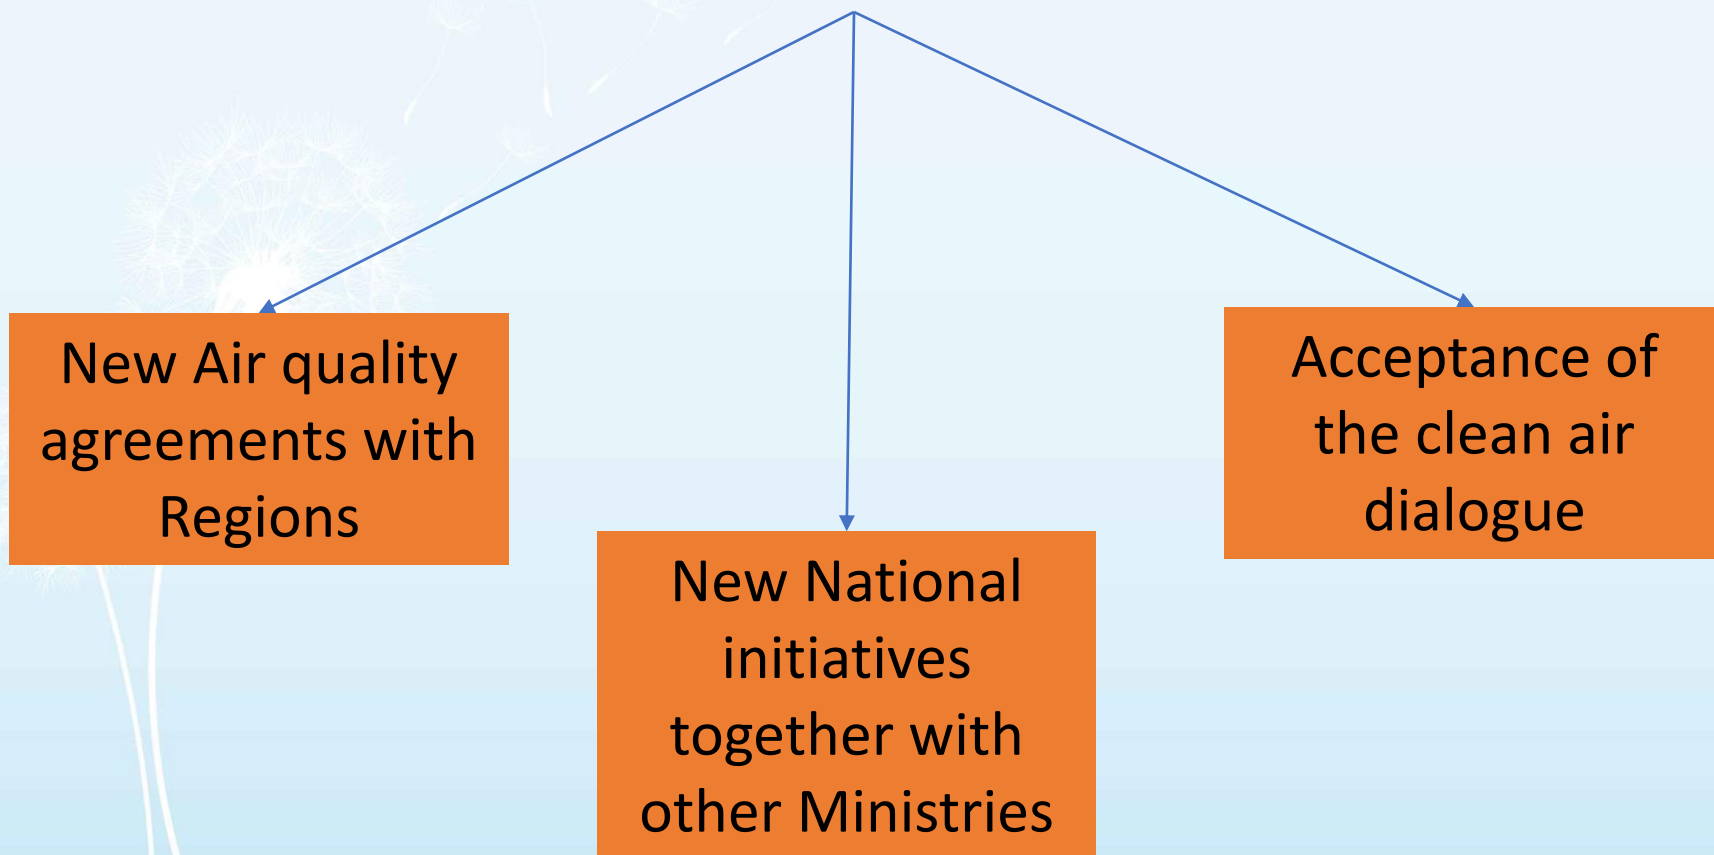 New Air quality
agreements with
Regions
New National
initiatives
together with
other Ministries
Acceptance of
the clean air
dialogue